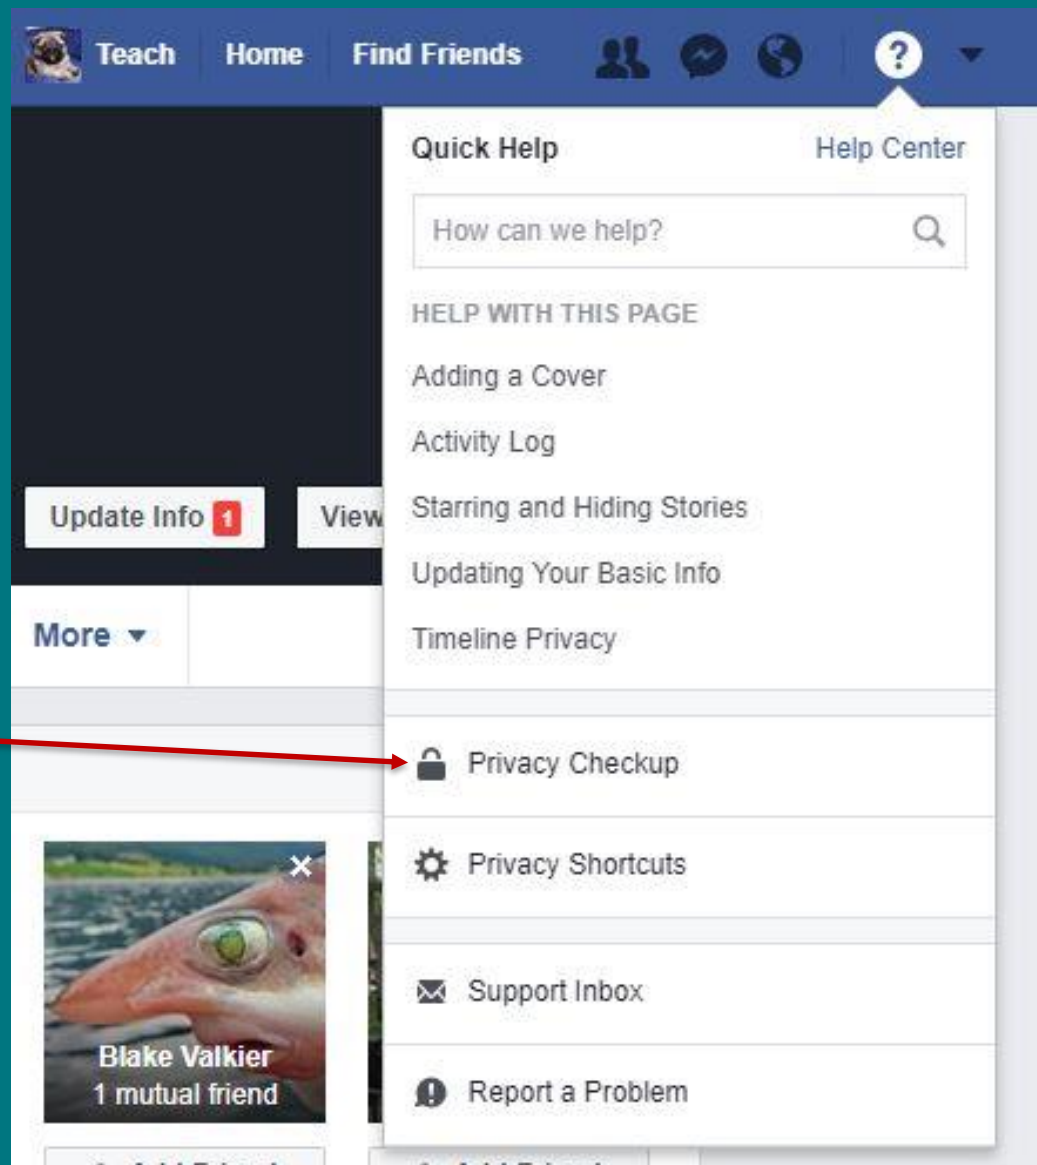 Teach Home Find Friends ?
Quick Help Help Center
How can we help?
HELP WITH THIS PAGE
Adding a Cover
Activity Log
Starring and Hiding Stories
Updating Your Basic Info
Timeline Privacy
Update Info 1 View
More
Privacy Checkup
Privacy Shortcuts
Support Inbox
Report a Problem
Blake Valkier
1 mutual friend